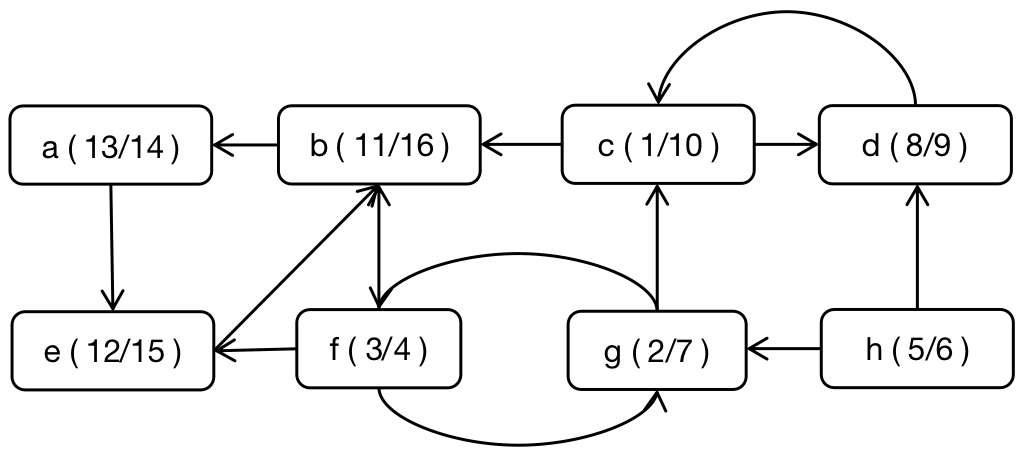 a ( 13/14 ) b ( 11/16 ) c ( 1/10 ) d ( 8/9 )
e ( 12/15 ) f ( 3/4 ) g ( 2/7 ) h ( 5/6 )